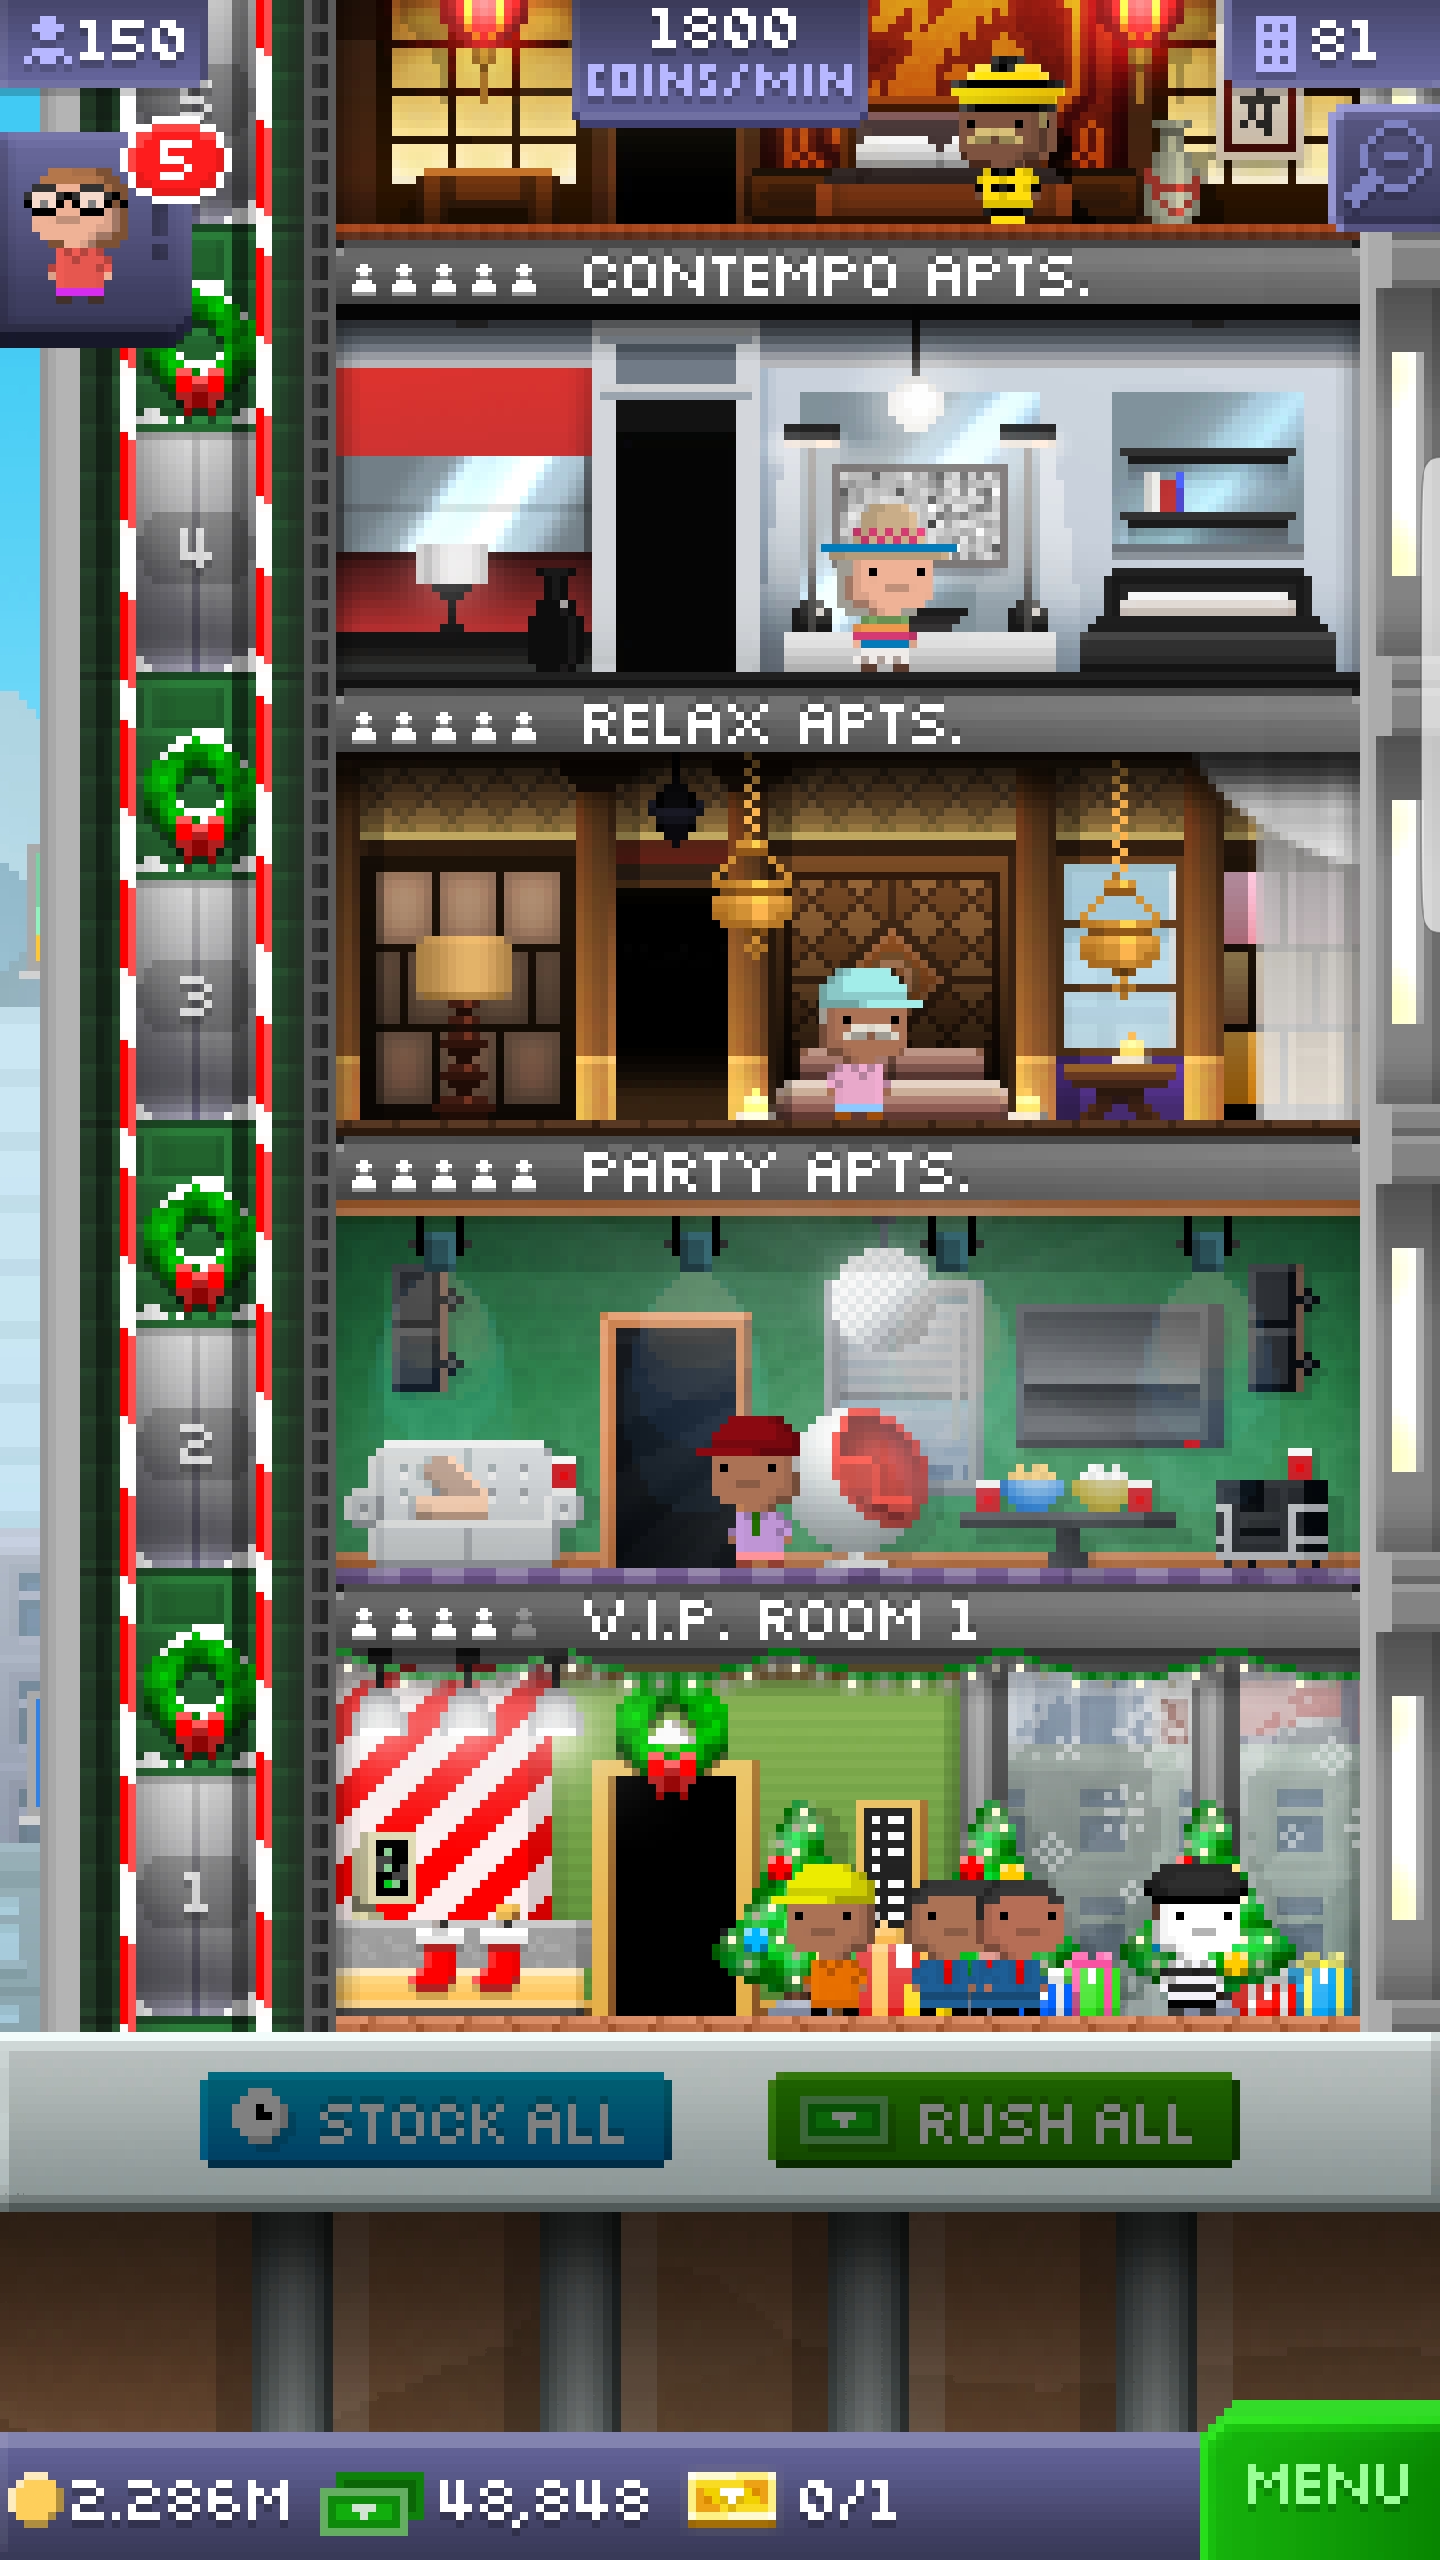 150
1800
COINS/MIN
81
5
5
CONTEMPO APTS.
4
RELAX APTS.
3
PARTY APTS.
2
V.I.P. ROOM 1
1
STOCK ALL
RUSH ALL
2.286M
48,848
0/1
MENU